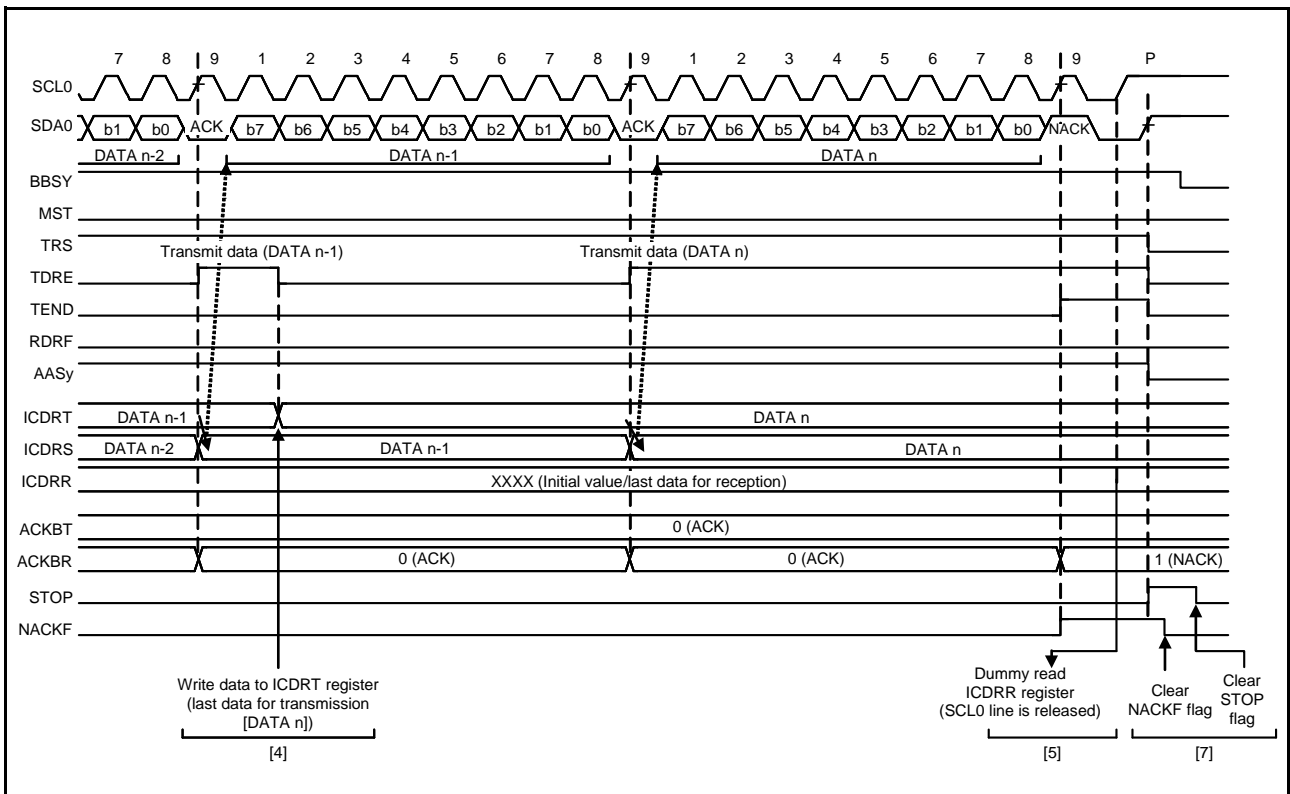 7 8 9 1 2 3 4 5 6 7 8 9 1 2 3 4 5 6 7 8 9 P
SCL0
SDA0 b1 b0 ACK b7 b6 b5 b4 b3 b2 b1 b0 ACK b7 b6 b5 b4 b3 b2 b1 b0 NACK
DATA n-2 DATA n-1 DATA n
BBSY
MST
TRS
Transmit data (DATA n-1) Transmit data (DATA n)
TDRE
TEND
RDRF
AASy
ICDRT DATA n-1 DATA n
ICDRS DATA n-2 DATA n-1 DATA n
ICDRR XXXX (Initial value/last data for reception)
ACKBT 0 (ACK)
ACKBR 0 (ACK) 0 (ACK) 1 (NACK)
STOP
NACKF
Write data to ICDRT register
(last data for transmission
[DATA n])
[4]
Dummy read
ICDRR register
(SCL0 line is released)
[5]
Clear
NACKF flag
Clear
STOP
flag
[7]